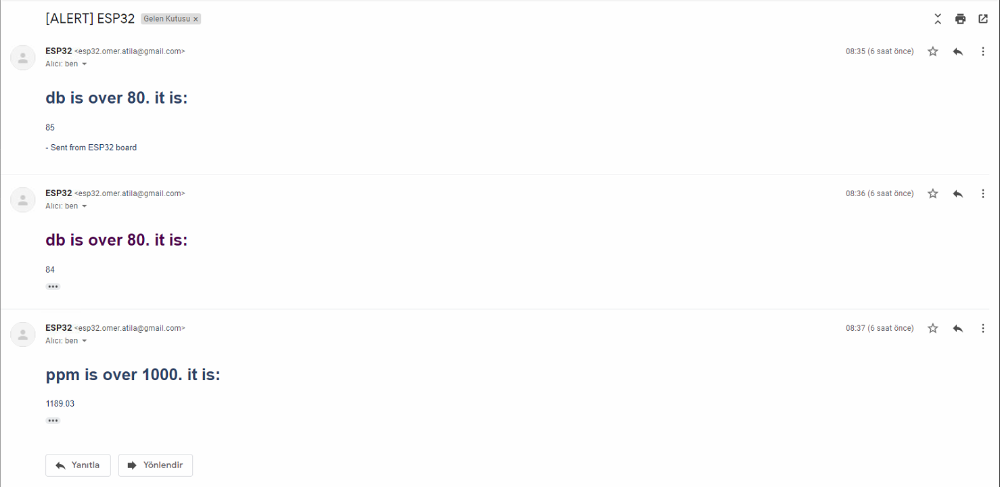 [ALERT] ESP32 Gelen Kutusu ×
ESP32 <esp32.omer.atila@gmail.com> 08:35 (6 saat önce)
Alıcı: ben
db is over 80. it is:
85
- Sent from ESP32 board
ESP32 <esp32.omer.atila@gmail.com> 08:36 (6 saat önce)
Alıcı: ben
db is over 80. it is:
84
ESP32 <esp32.omer.atila@gmail.com> 08:37 (6 saat önce)
Alıcı: ben
ppm is over 1000. it is:
1189.03
Yanıtla Yönlendir